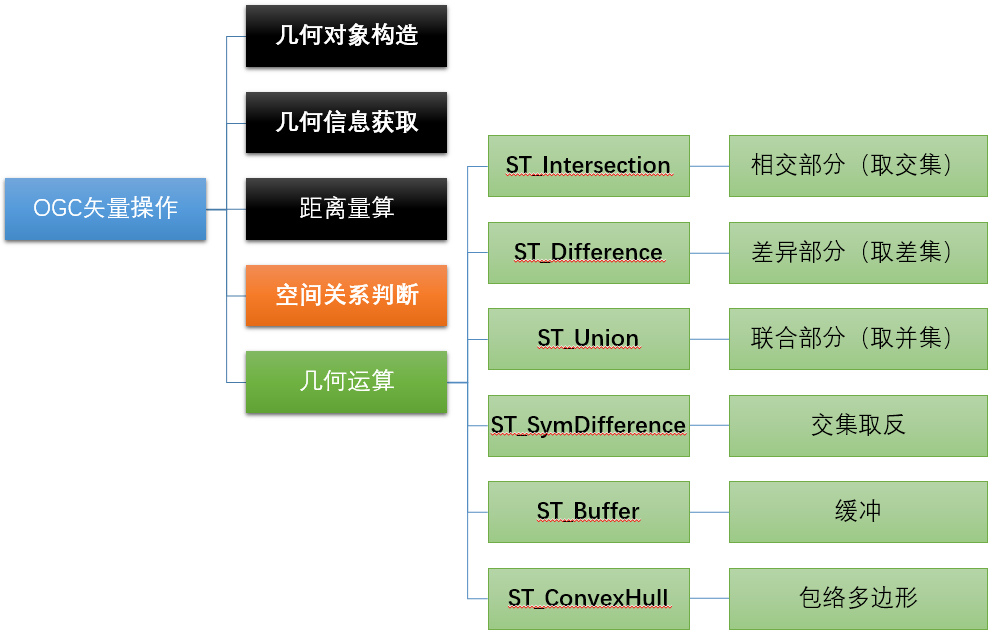 OGC矢量操作
几何对象构造
几何信息获取
距离量算
空间关系判断
几何运算
ST_Intersection
相交部分（取交集）
ST_Difference
差异部分（取差集）
ST_Union
联合部分（取并集）
ST_SymDifference
交集取反
ST_Buffer
缓冲
ST_ConvexHull
包络多边形